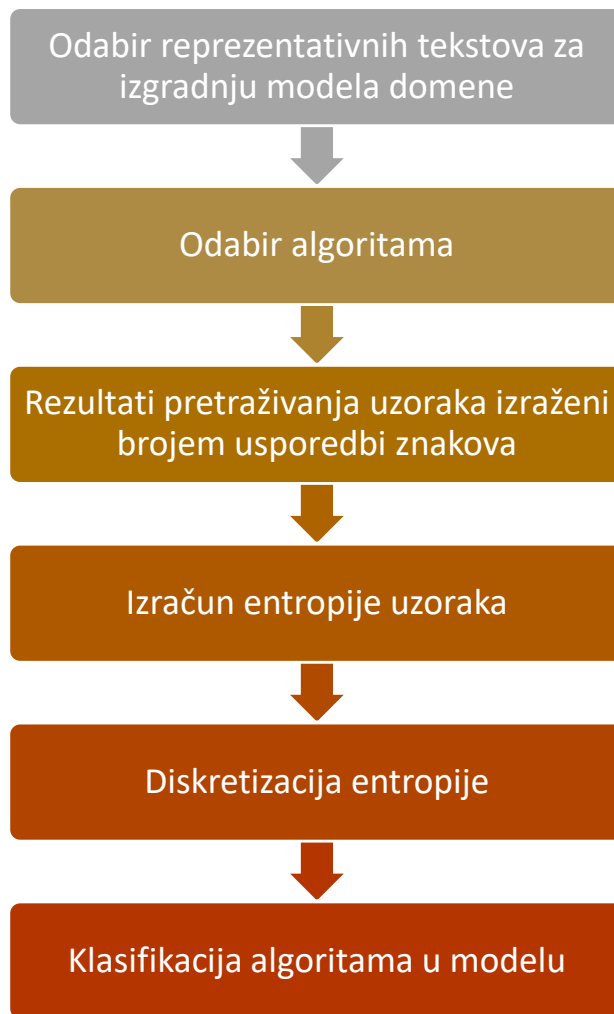 Odabir reprezentativnih tekstova za
izgradnju modela domene
Odabir algoritama
Rezultati pretraživanja uzoraka izraženi
brojem usporedbi znakova
Izračun entropije uzoraka
Diskretizacija entropije
Klasifikacija algoritama u modelu